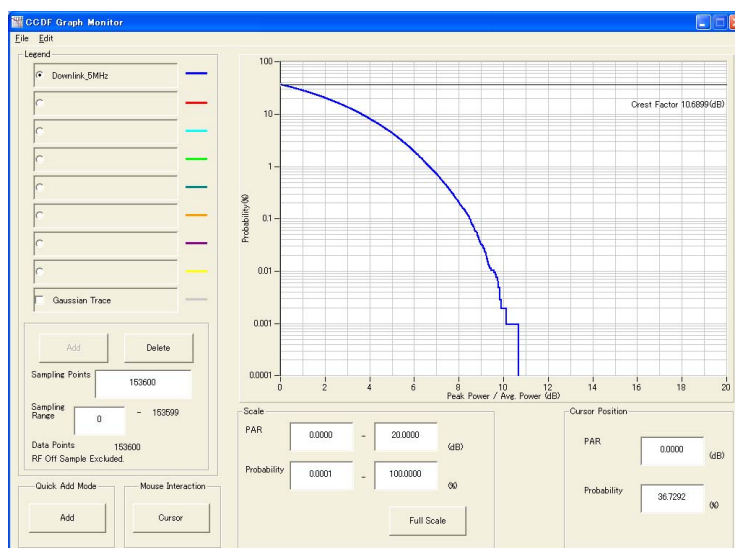 CCDF Graph Monitor
File Edit
Legend
Downlink_5MHz
Gaussian Trace
Add
Delete
Sampling Points
153600
Sampling
Range
0
- 153599
Data Points 153600
RF Off Sample Excluded.
Quick Add Mode
Add
Mouse Interaction
Cursor
100
10
1
0.1
0.01
0.001
0.0001
Probability(%)
Crest Factor 10.6899(dB)
0 2 4 6 8 10 12 14 16 18 20
Peak Power / Avg. Power (dB)
Scale
PAR
0.0000 - 20.0000
(dB)
Probability
0.0001 - 100.0000
(%)
Full Scale
Cursor Position
PAR
0.0000
(dB)
Probability
36.7292
(%)